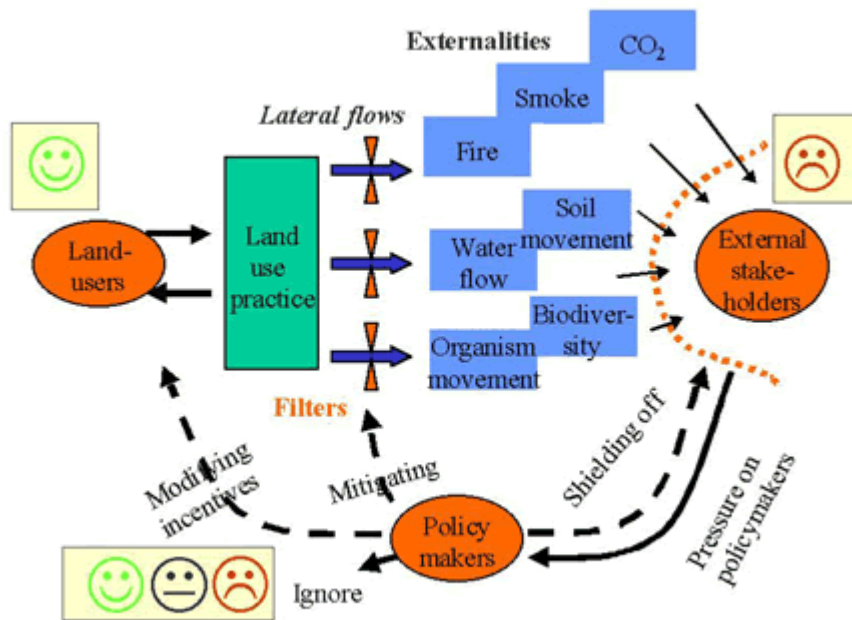 Externalities
CO₂
Smoke
Lateral flows
Fire
Soil
movement
Land-
users
Land
use
practice
Water
flow
External
stake-
holders
Biodiver-
sity
Organism
movement
Filters
Modifying
incentives
Mitigating
Shielding off
Pressure on
policymakers
Policy
makers
Ignore